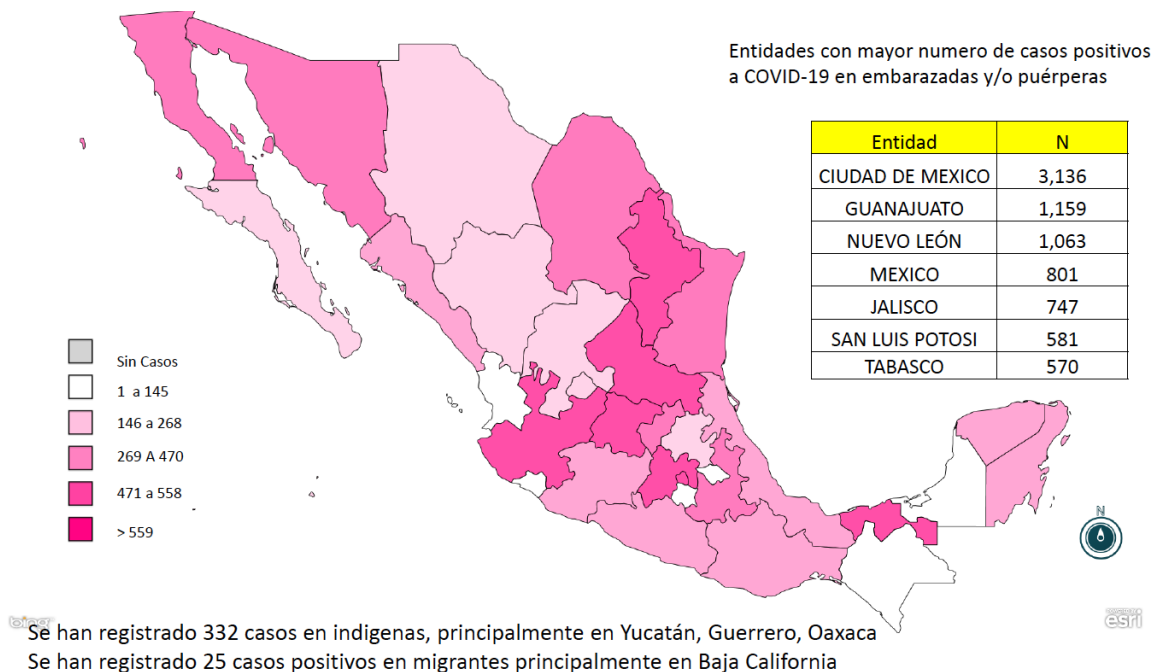 Entidades con mayor numero de casos positivos
a COVID-19 en embarazadas y/o puérperas
Entidad N
CIUDAD DE MEXICO 3,136
GUANAJUATO 1,159
NUEVO LEÓN 1,063
MEXICO 801
JALISCO 747
SAN LUIS POTOSI 581
TABASCO 570
Sin Casos
1 a 145
146 a 268
269 A 470
471 a 558
> 559
N
bing
esri
Se han registrado 332 casos en indigenas, principalmente en Yucatán, Guerrero, Oaxaca
Se han registrado 25 casos positivos en migrantes principalmente en Baja California